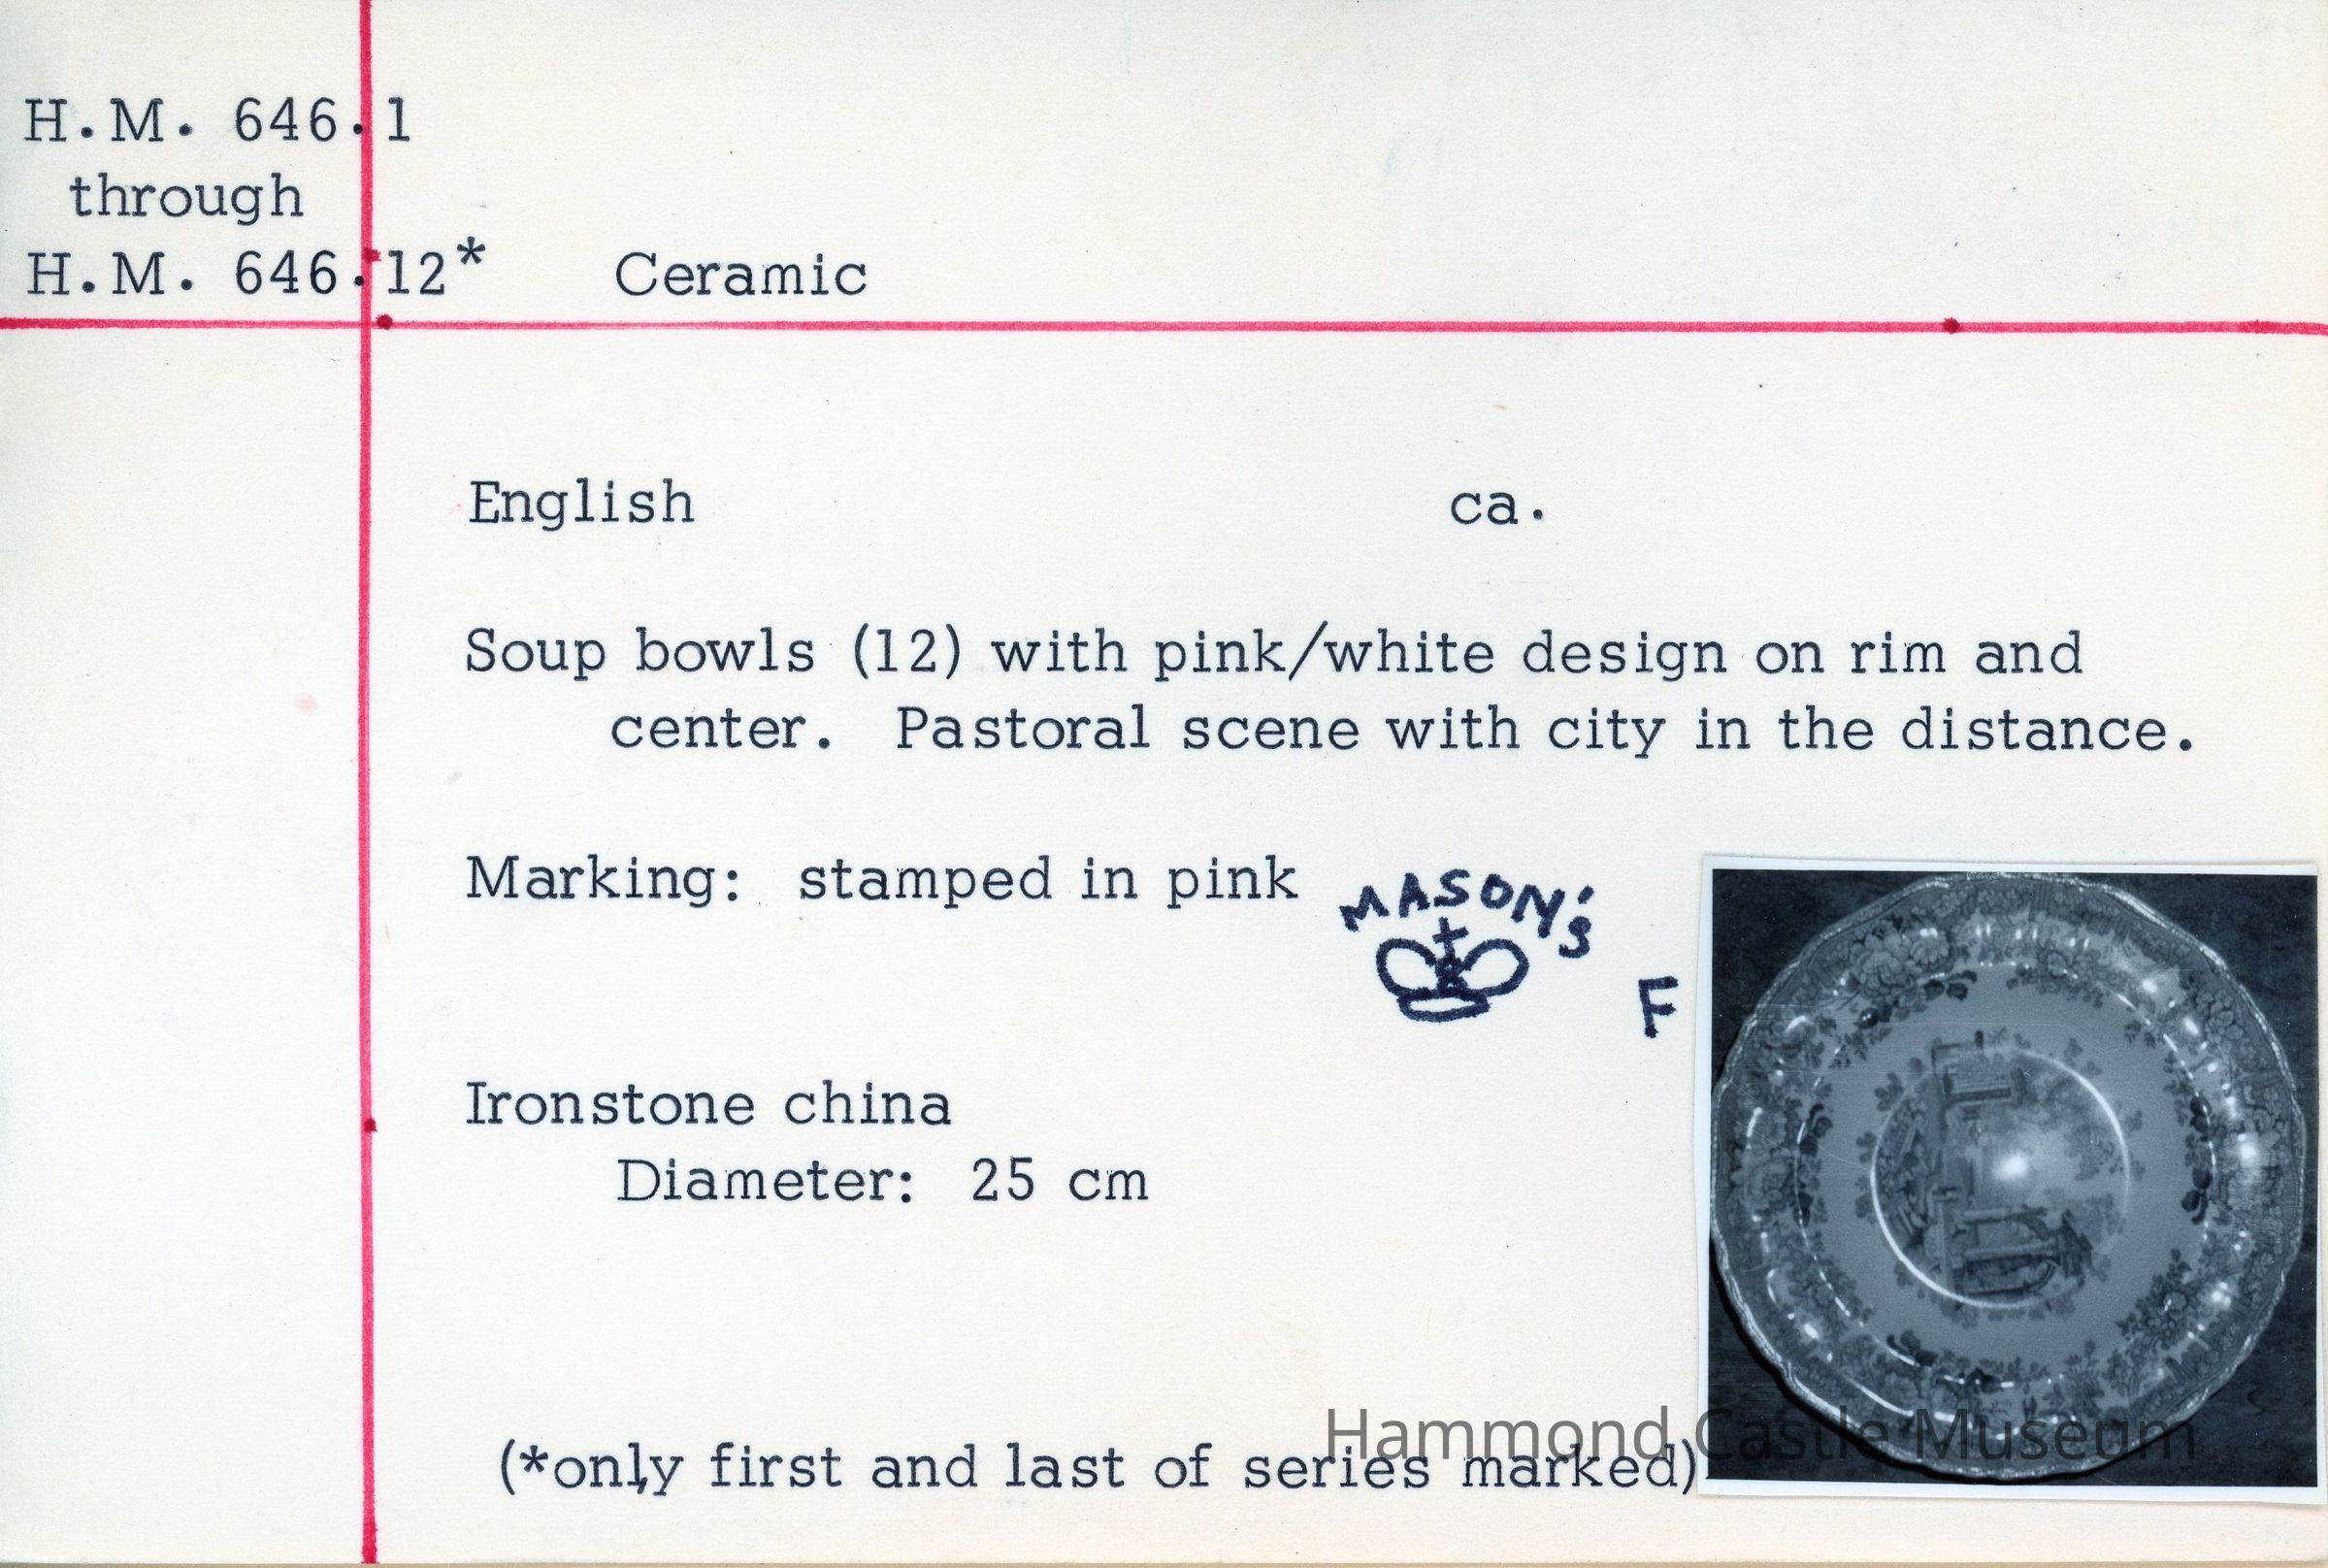 H.M. 646.1
through
H.M. 646.12* Ceramic
English ca.
Soup bowls (12) with pink/white design on rim and
center. Pastoral scene with city in the distance.
Marking: stamped in pink MASON'S
F
Ironstone china
Diameter: 25 cm
Hammond Castle Museum
(*only first and last of series marked)